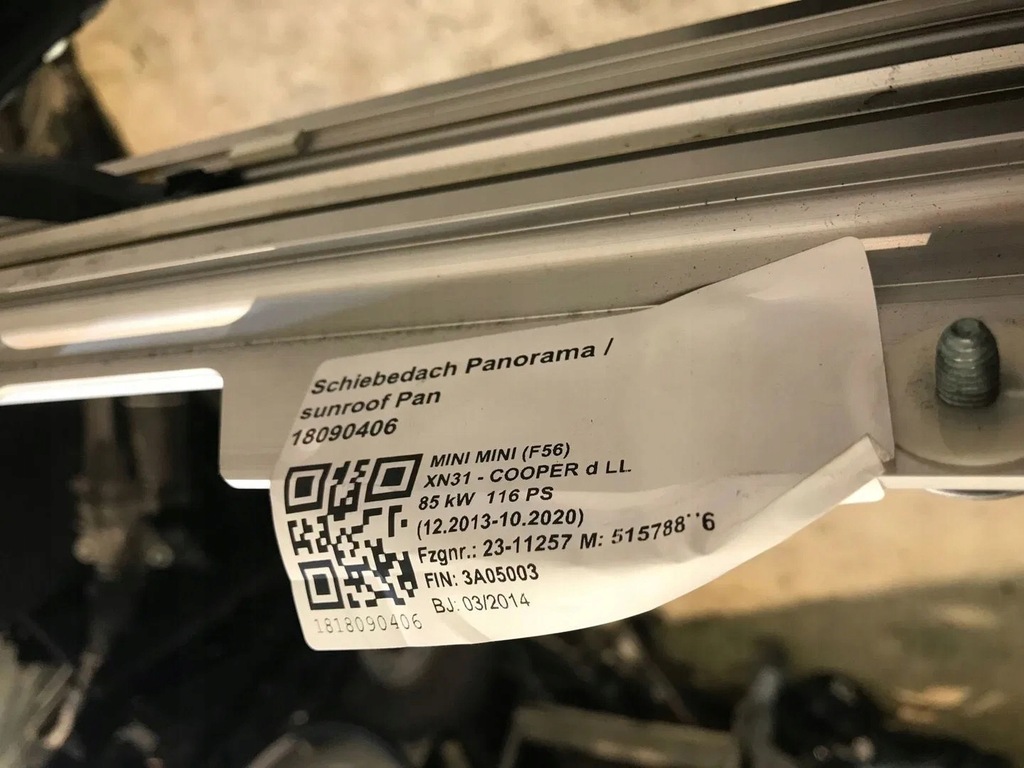 Schiebedach Panorama /
sunroof Pan
18090406
MINI MINI (F56)
XN31 - COOPER d LL
85 kW 116 PS
(12.2013-10.2020)
Fzgnr.: 23-11257 M:
FIN: 3A05003
BJ: 03/2014
1818090406